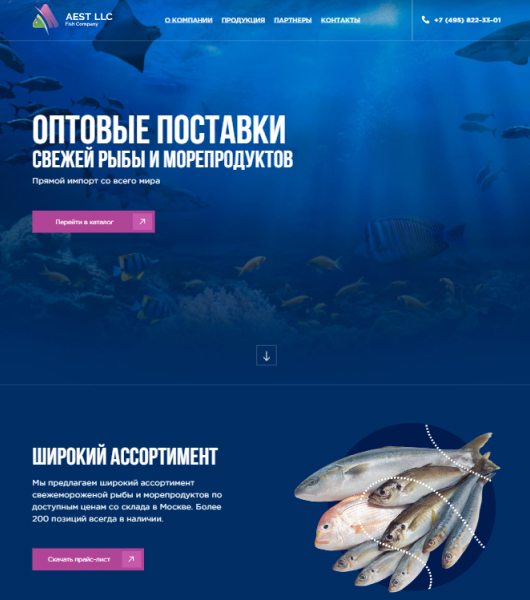 AEST LLC
Fish Company
О КОМПАНИИ ПРОДУКЦИЯ ПАРТНЕРЫ КОНТАКТЫ
+7 (495) 822-33-01
ОПТОВЫЕ ПОСТАВКИ
СВЕЖЕЙ РЫБЫ И МОРЕПРОДУКТОВ
Прямой импорт со всего мира
Перейти в каталог
ШИРОКИЙ АССОРТИМЕНТ
Мы предлагаем широкий ассортимент
свежемороженой рыбы и морепродуктов по
доступным ценам со склада в Москве. Более
200 позиций всегда в наличии.
Скачать прайс-лист